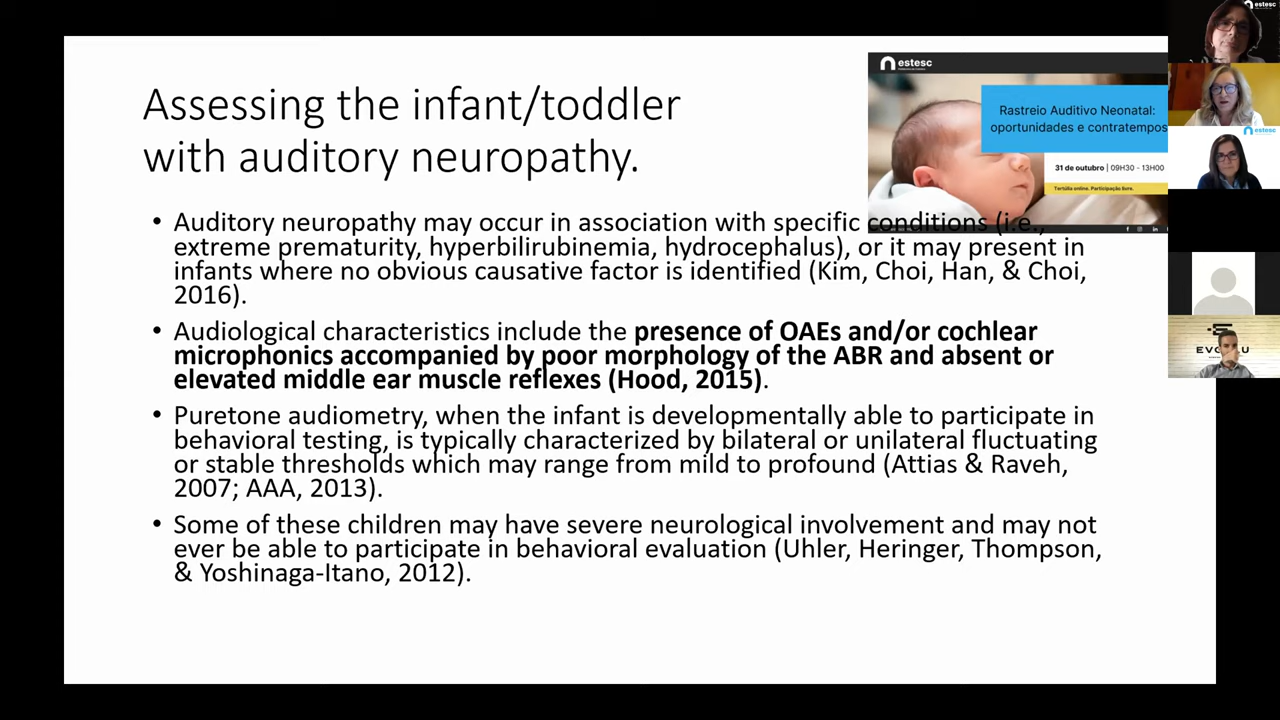 Assessing the infant/toddler
with auditory neuropathy.
• Auditory neuropathy may occur in association with specific conditions (i.e.,
extreme prematurity, hyperbilirubinemia, hydrocephalus), or it may present in
infants where no obvious causative factor is identified (Kim, Choi, Han, & Choi,
2016).
• Audiological characteristics include the presence of OAEs and/or cochlear
microphonics accompanied by poor morphology of the ABR and absent or
elevated middle ear muscle reflexes (Hood, 2015).
• Puretone audiometry, when the infant is developmentally able to participate in
behavioral testing, is typically characterized by bilateral or unilateral fluctuating
or stable thresholds which may range from mild to profound (Attias & Raveh,
2007; AAA, 2013).
• Some of these children may have severe neurological involvement and may not
ever be able to participate in behavioral evaluation (Uhler, Heringer, Thompson,
& Yoshinaga-Itano, 2012).
estesc
Rastreio Auditivo Neonatal:
oportunidades e contratempos
31 de outubro | 09H30 - 13H00
Tertúlia online. Participação livre.
estesc
estesc